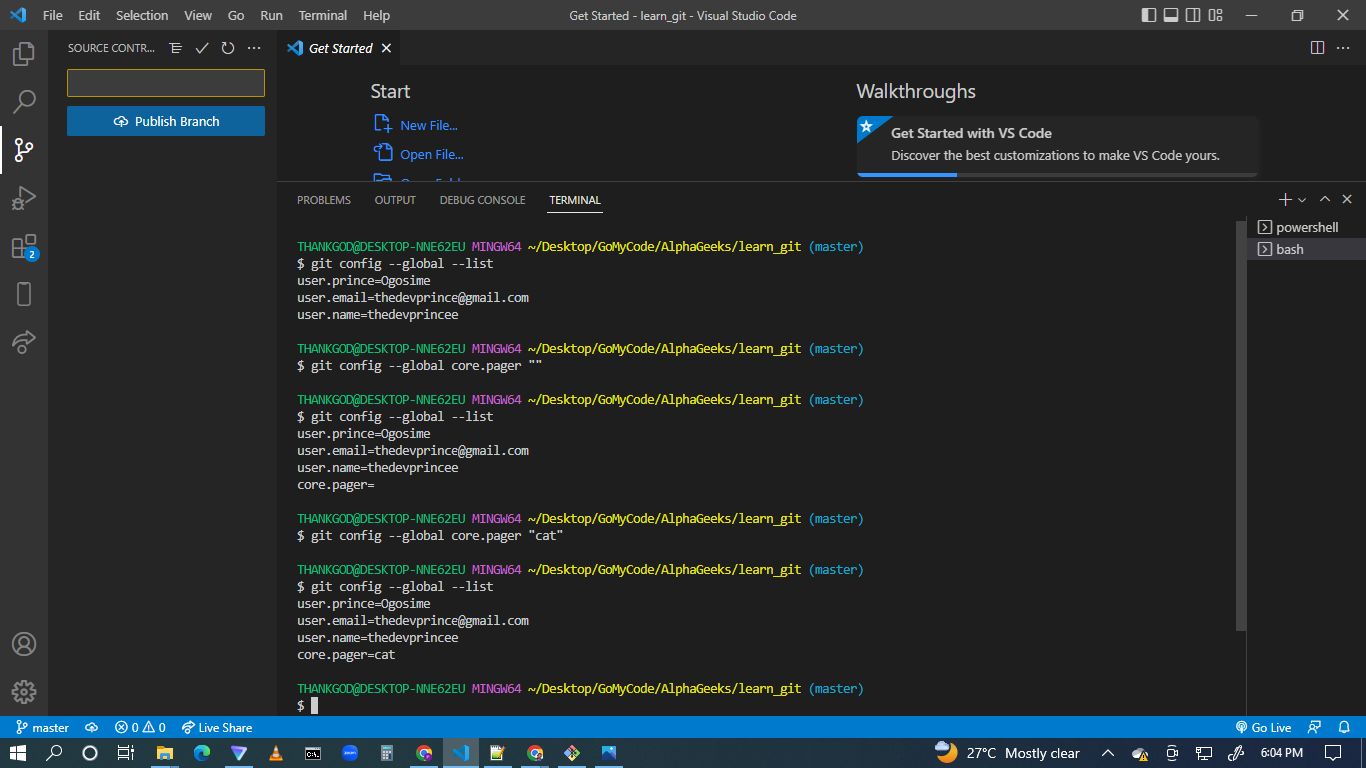 File Edit Selection View Go Run Terminal Help
Get Started - learn_git - Visual Studio Code
SOURCE CONTR...
Publish Branch
Get Started
Start
New File...
Open File...
Walkthroughs
Get Started with VS Code
Discover the best customizations to make VS Code yours.
PROBLEMS OUTPUT DEBUG CONSOLE TERMINAL
powershell
bash
2
THANKGOD@DESKTOP-NNE62EU MINGW64 ~/Desktop/GoMyCode/AlphaGeeks/learn_git (master)
$ git config --global --list
user.prince=Ogosime
user.email=thedevprince@gmail.com
user.name=thedevprincee
THANKGOD@DESKTOP-NNE62EU MINGW64 ~/Desktop/GoMyCode/AlphaGeeks/learn_git (master)
$ git config --global core.pager ""
THANKGOD@DESKTOP-NNE62EU MINGW64 ~/Desktop/GoMyCode/AlphaGeeks/learn_git (master)
$ git config --global --list
user.prince=Ogosime
user.email=thedevprince@gmail.com
user.name=thedevprincee
core.pager=
THANKGOD@DESKTOP-NNE62EU MINGW64 ~/Desktop/GoMyCode/AlphaGeeks/learn_git (master)
$ git config --global core.pager "cat"
THANKGOD@DESKTOP-NNE62EU MINGW64 ~/Desktop/GoMyCode/AlphaGeeks/learn_git (master)
$ git config --global --list
user.prince=Ogosime
user.email=thedevprince@gmail.com
user.name=thedevprincee
core.pager=cat
THANKGOD@DESKTOP-NNE62EU MINGW64 ~/Desktop/GoMyCode/AlphaGeeks/learn_git (master)
$
master 0 0 Live Share
Go Live
27°C Mostly clear
6:04 PM